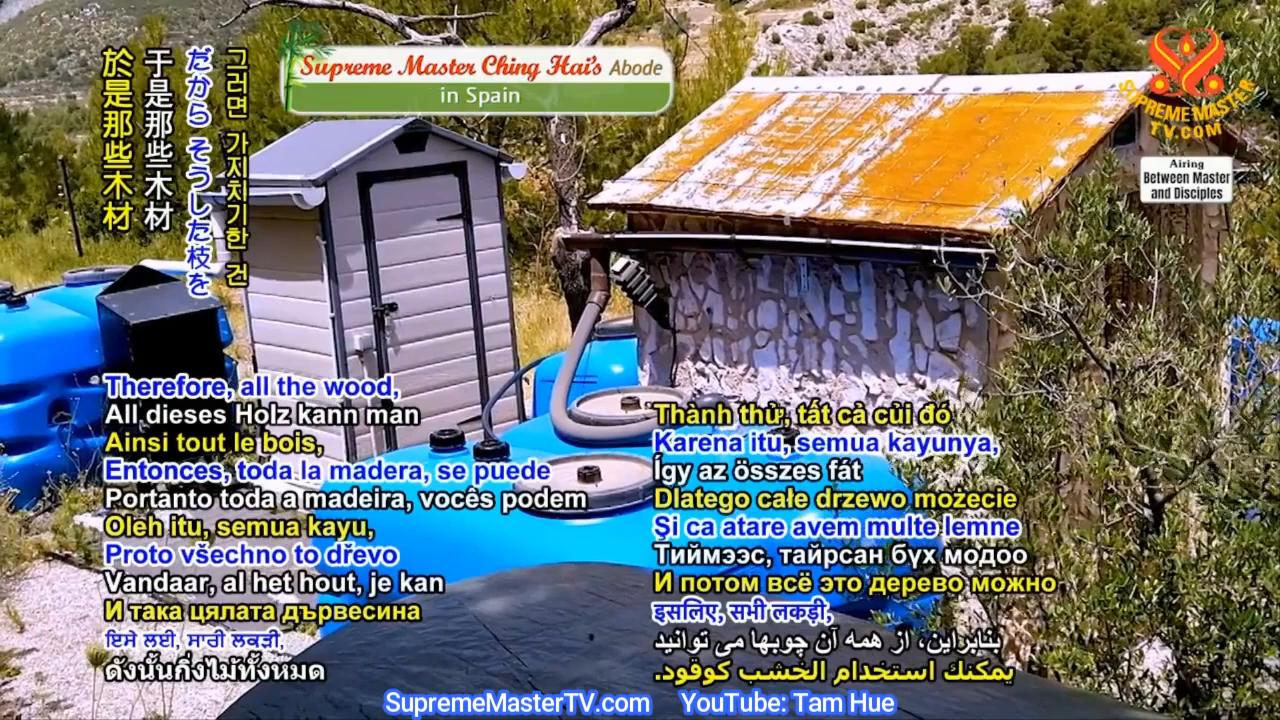 Supreme Master Ching Hai's Abode
in Spain
SUPREME MASTER
TV.COM
Airing
Between Master
and Disciples
於是那些木材
于是那些木材
だから そうした枝を
그러면 가지치기한 건
Therefore, all the wood,
All dieses Holz kann man
Ainsi tout le bois,
Entonces, toda la madera, se puede
Portanto toda a madeira, vocês podem
Oleh itu, semua kayu,
Proto všechno to dřevo
Vandaar, al het hout, je kan
И така цялата дървесина
ਇਸੇ ਲਈ, ਸਾਰੀ ਲਕੜੀ,
ดังนั้นกิ่งไม้ทั้งหมด
Thành thử, tất cả củi đó
Karena itu, semua kayunya,
Így az összes fát
Dlatego całe drzewo możecie
Şi ca atare avem multe lemne
Тиймээс, тайрсан бүх модоо
И потом всё это дерево можно
इसलिए, सभी लकड़ी,
بنابراین، از همه آن چوبها می توانید
يمكنك استخدام الخشب كوقود.
SupremeMasterTV.com YouTube: Tam Hue